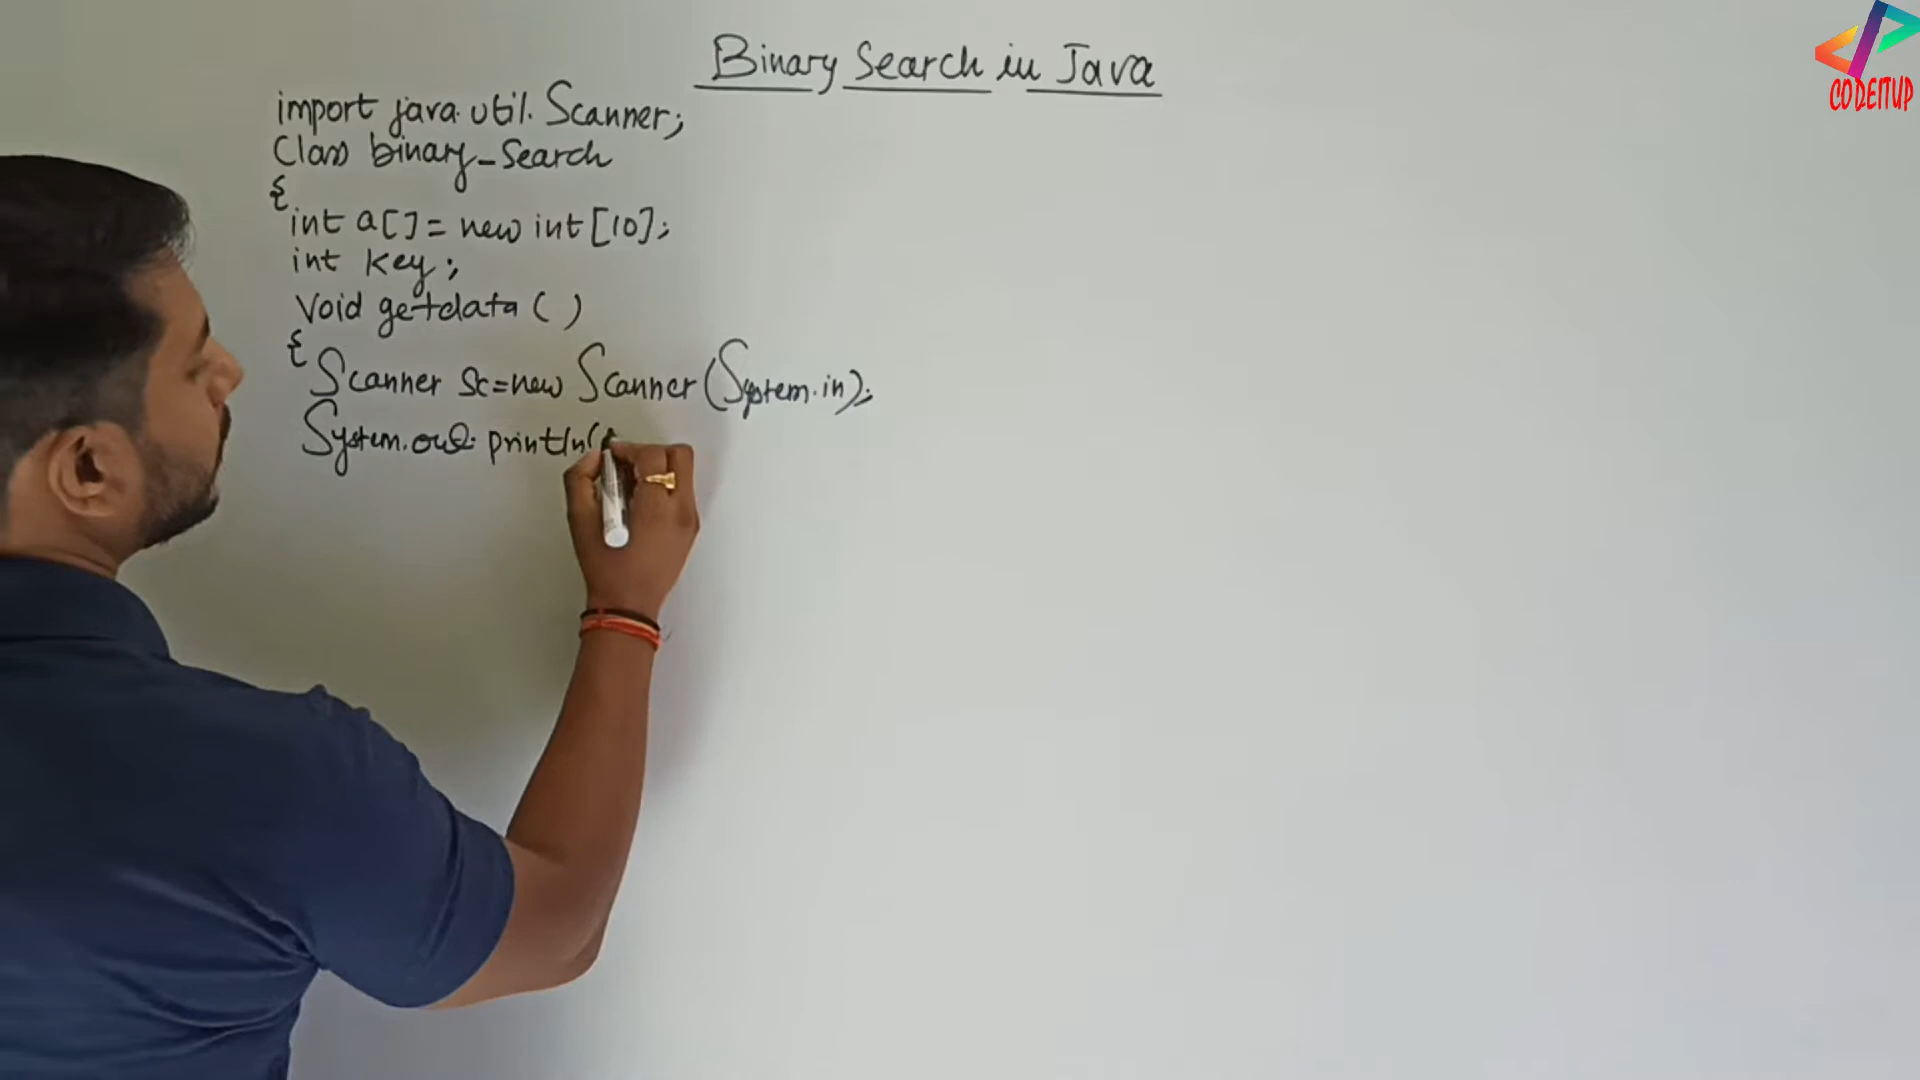 Binary Search in Java
CODEITUP
import java.util.Scanner;
Class binary_Search
{
int a[]= new int [10];
int key;
Void getdata ( )
{
Scanner Sc=new Scanner(System.in);
System.out.println(